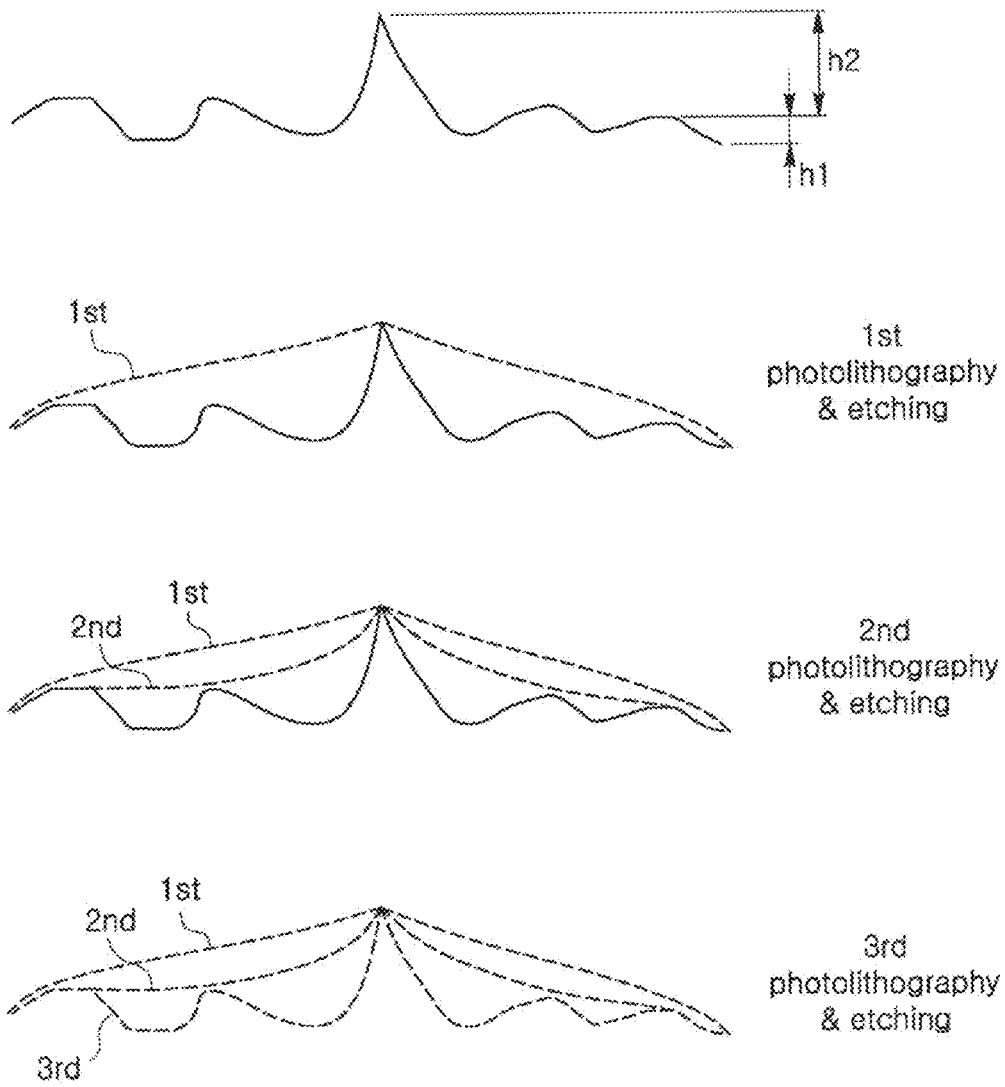 h2
h1
1st
1st
photolithography
& etching
1st
2nd
2nd
photolithography
& etching
1st
2nd
3rd
3rd
photolithography
& etching